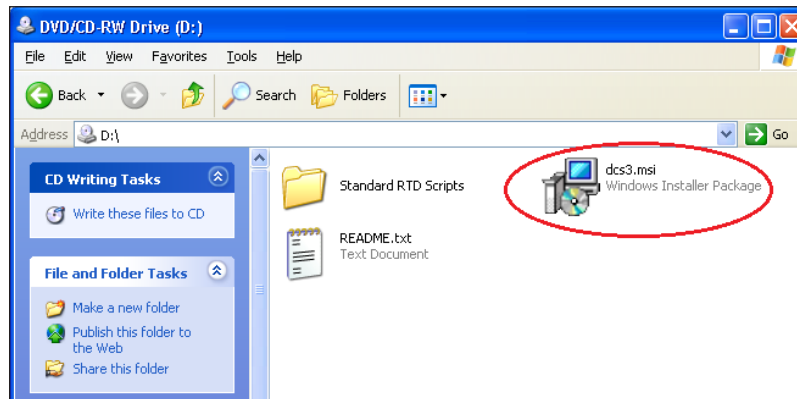 DVD/CD-RW Drive (D:)
File Edit View Favorites Tools Help
Back Search Folders
Address D:\ Go
CD Writing Tasks
Write these files to CD
File and Folder Tasks
Make a new folder
Publish this folder to
the Web
Share this folder
Standard RTD Scripts
dcs3.msi
Windows Installer Package
README.txt
Text Document